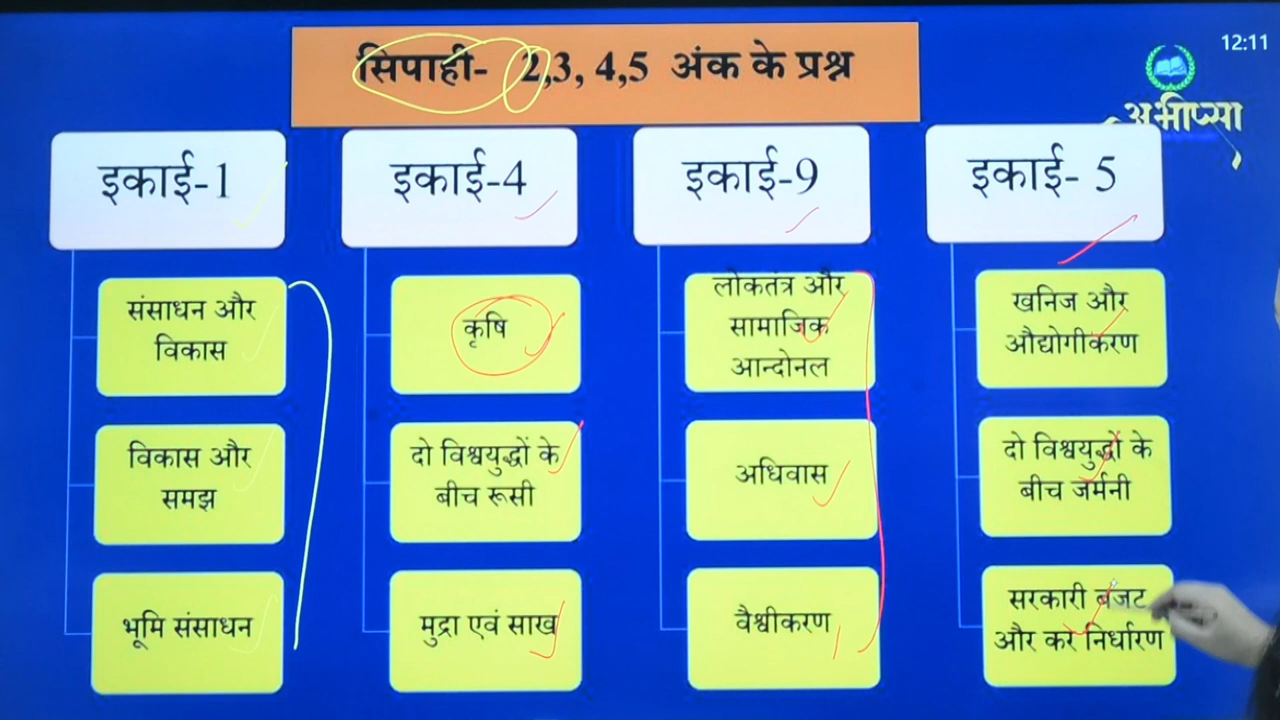 12:11
सिपाही- 2,3, 4,5 अंक के प्रश्न
अभीप्सा
इकाई-1
संसाधन और
विकास
विकास और
समझ
भूमि संसाधन
इकाई-4
कृषि
दो विश्वयुद्धों के
बीच रूसी
मुद्रा एवं साख
इकाई-9
लोकतंत्र और
सामाजिक
आन्दोनल
अधिवास
वैश्वीकरण
इकाई- 5
खनिज और
औद्योगीकरण
दो विश्वयुद्धों के
बीच जर्मनी
सरकारी बजट
और कर निर्धारण